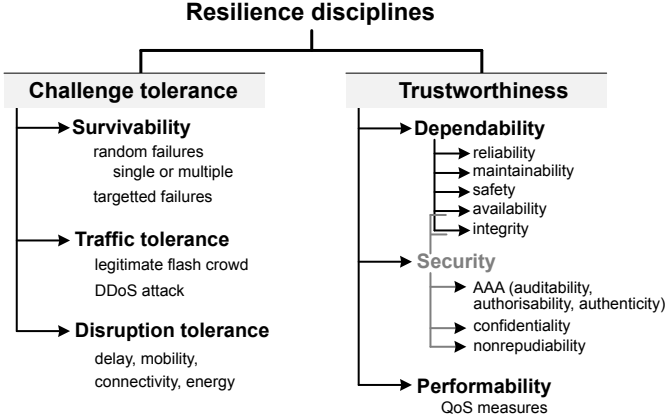 Resilience disciplines
Challenge tolerance
Survivability
random failures
single or multiple
targetted failures
Traffic tolerance
legitimate flash crowd
DDoS attack
Disruption tolerance
delay, mobility,
connectivity, energy
Trustworthiness
Dependability
reliability
maintainability
safety
availability
integrity
Security
AAA (auditability,
authorisability, authenticity)
confidentiality
nonrepudiability
Performability
QoS measures